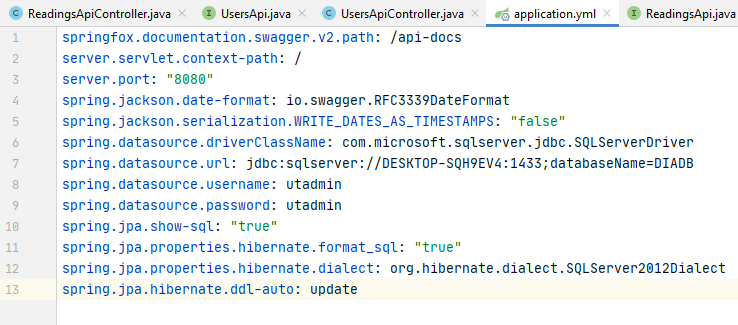 ReadingsApiController.java UsersApi.java UsersApiController.java application.yml ReadingsApi.java
1 springfox.documentation.swagger.v2.path: /api-docs
2 server.servlet.context-path: /
3 server.port: "8080"
4 spring.jackson.date-format: io.swagger.RFC3339DateFormat
5 spring.jackson.serialization.WRITE_DATES_AS_TIMESTAMPS: "false"
6 spring.datasource.driverClassName: com.microsoft.sqlserver.jdbc.SQLServerDriver
7 spring.datasource.url: jdbc:sqlserver://DESKTOP-SQH9EV4:1433;databaseName=DIADB
8 spring.datasource.username: utadmin
9 spring.datasource.password: utadmin
10 spring.jpa.show-sql: "true"
11 spring.jpa.properties.hibernate.format_sql: "true"
12 spring.jpa.properties.hibernate.dialect: org.hibernate.dialect.SQLServer2012Dialect
13 spring.jpa.hibernate.ddl-auto: update